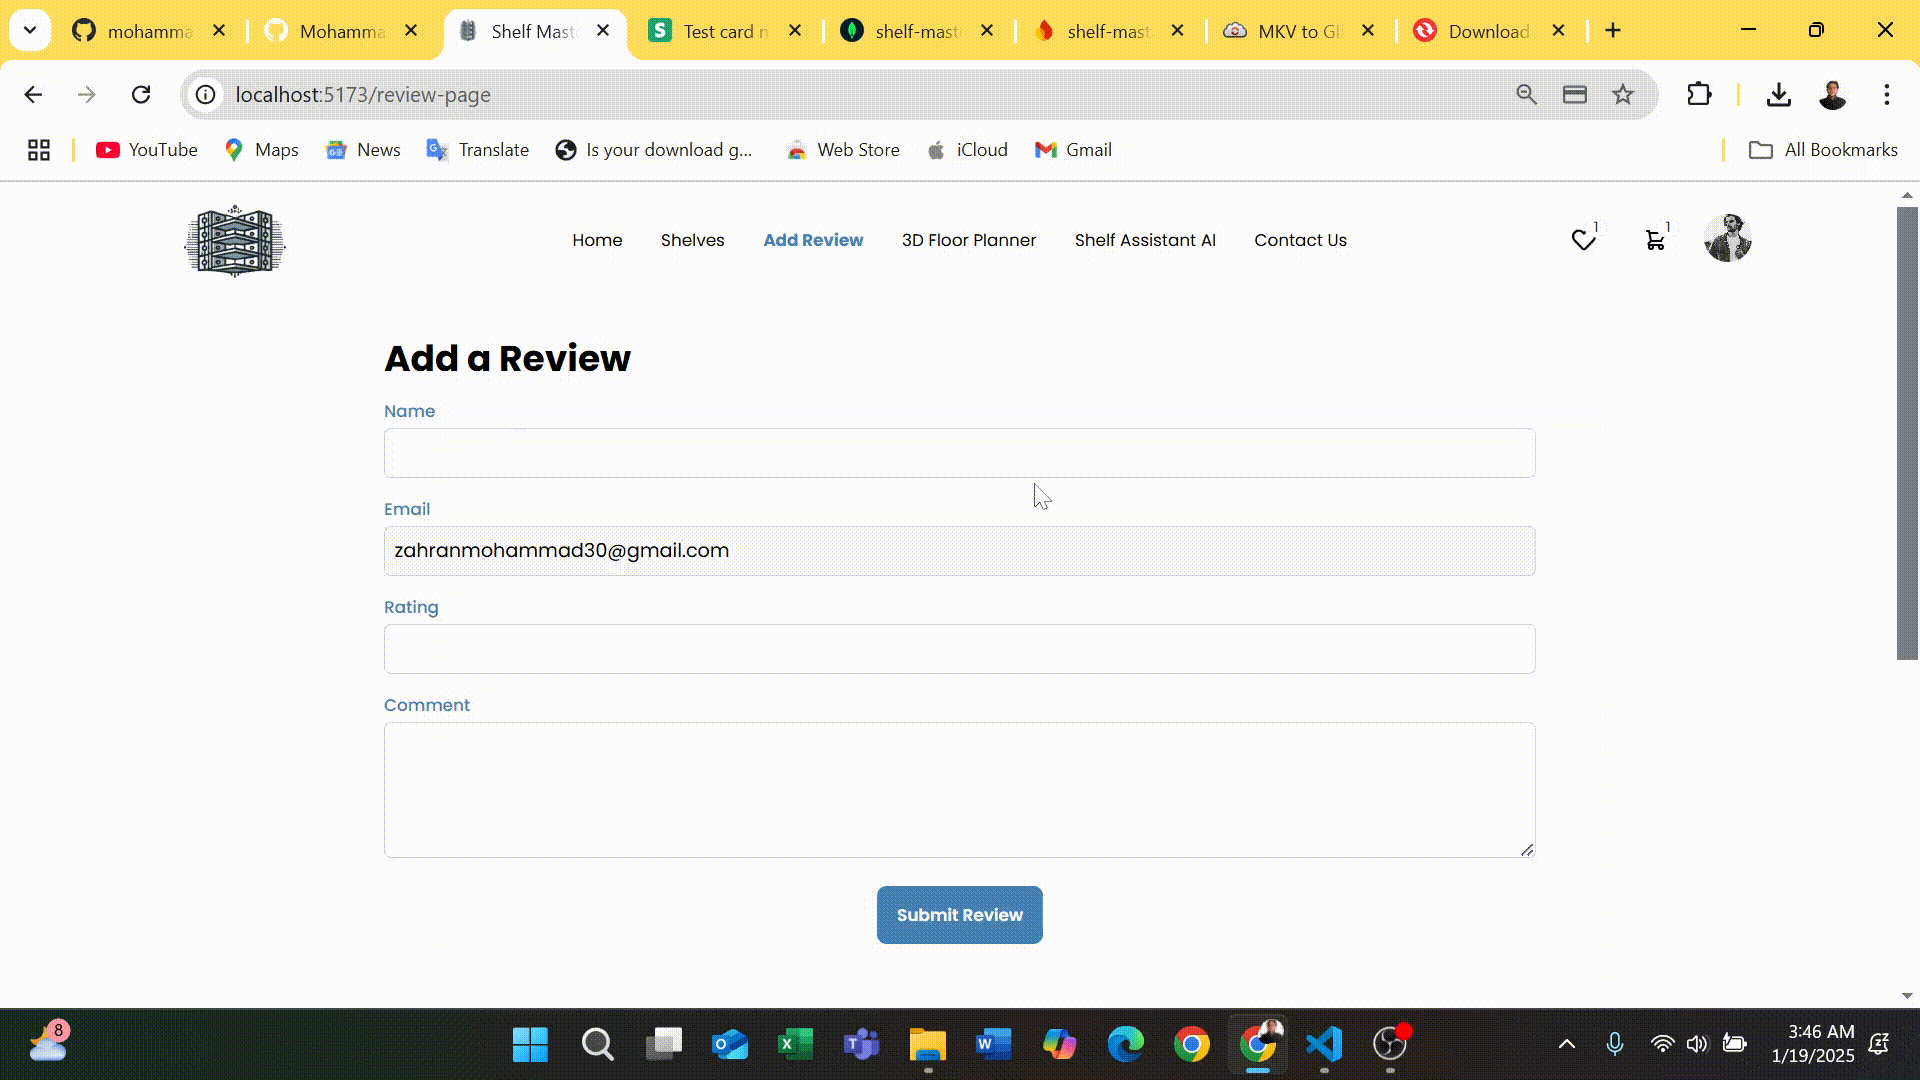 mohamma
Mohamma
Shelf Mast
Test card n
shelf-mast
shelf-mast
MKV to GI
Download
localhost:5173/review-page
YouTube
Maps
News
Translate
Is your download g...
Web Store
iCloud
Gmail
All Bookmarks
Home
Shelves
Add Review
3D Floor Planner
Shelf Assistant AI
Contact Us
1
1
Add a Review
Name
Email
zahranmohammad30@gmail.com
Rating
Comment
Submit Review
8
3:46 AM
1/19/2025